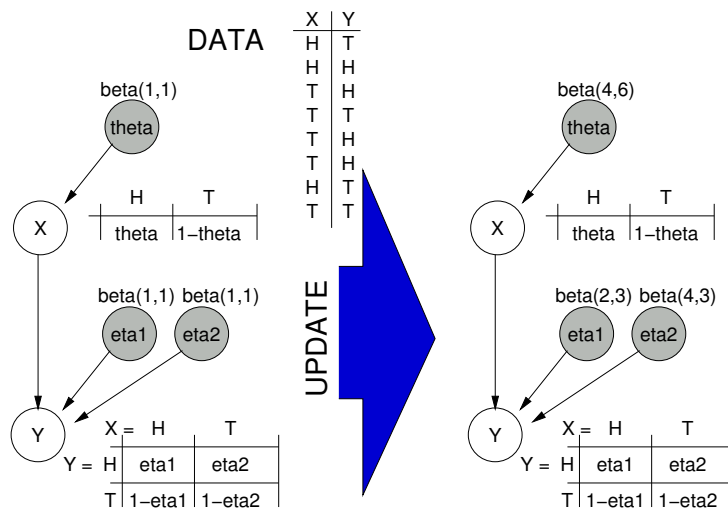 X Y
DATA
H T
H H
T H
T H
T T
T H
H T
T T
beta(1,1)
theta
X
H T
theta 1−theta
beta(1,1) beta(1,1)
eta1 eta2
Y
X = H T
Y = H eta1 eta2
T 1−eta1 1−eta2
UPDATE
beta(4,6)
theta
X
H T
theta 1−theta
beta(2,3) beta(4,3)
eta1 eta2
Y
X = H T
Y = H eta1 eta2
T 1−eta1 1−eta2